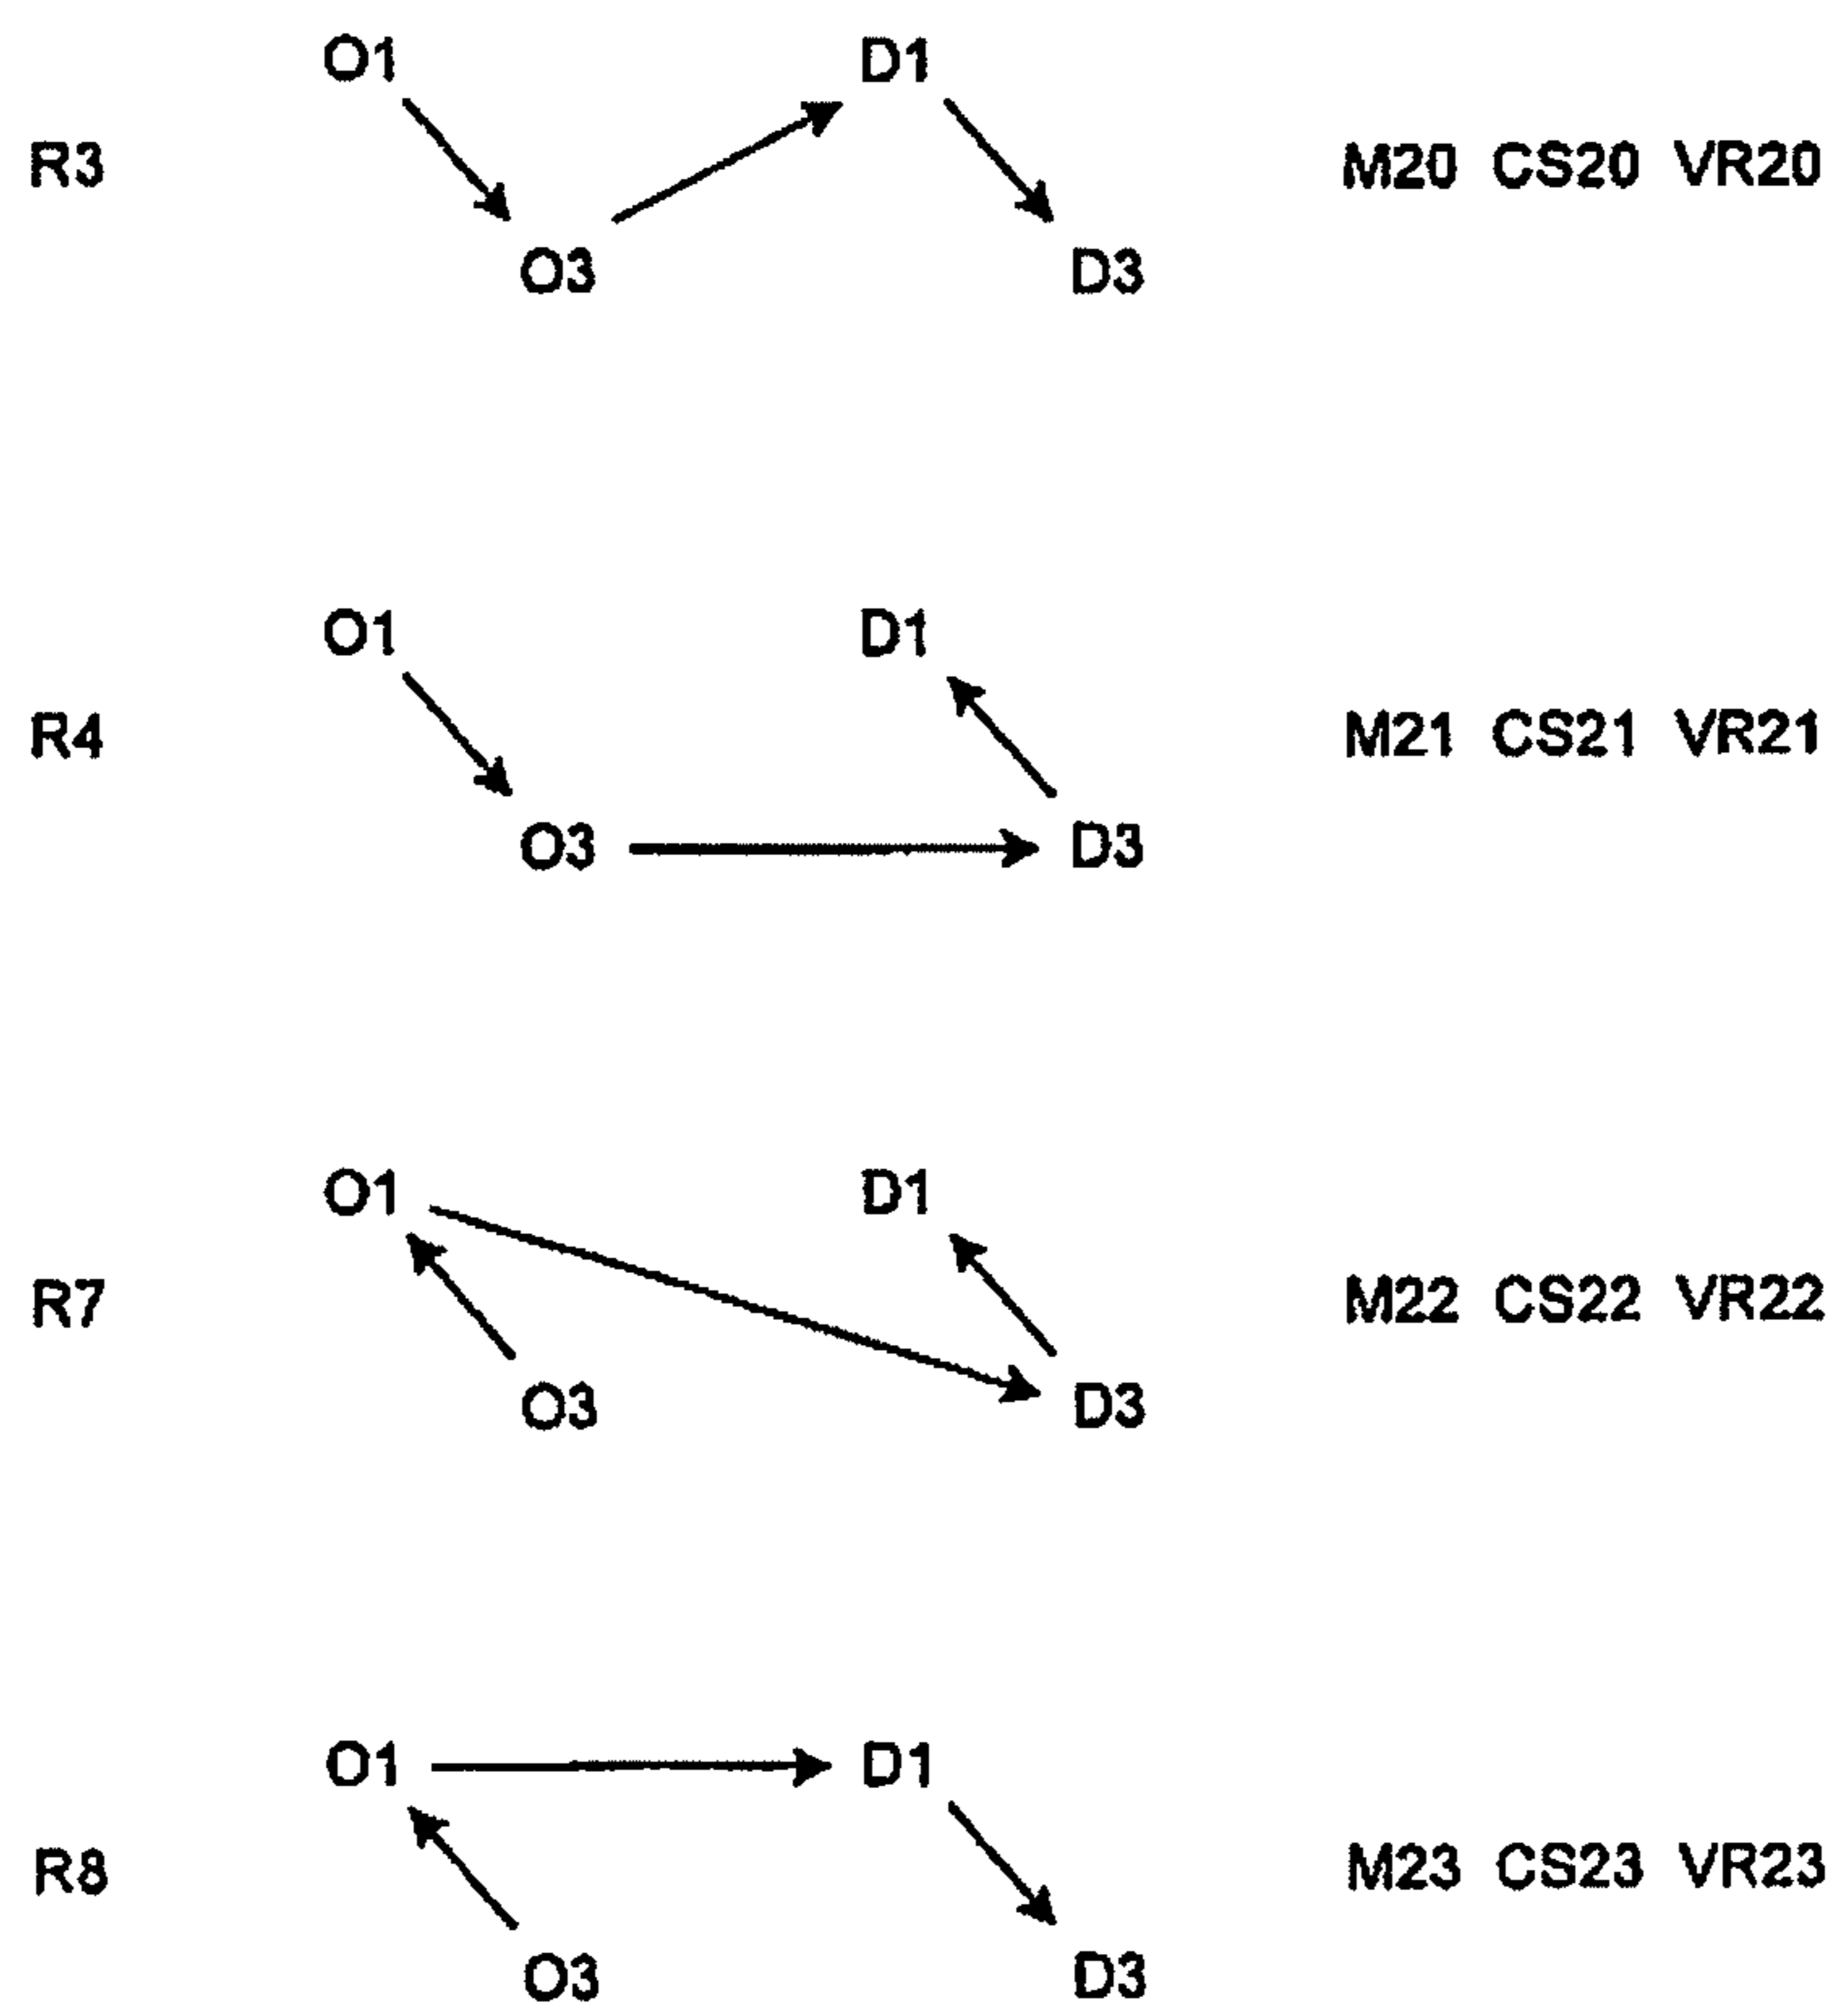 O1 D1
R3 M20 CS20 VR20
O3 D3
O1 D1
R4 M21 CS21 VR21
O3 D3
O1 D1
R7 M22 CS22 VR22
O3 D3
O1 D1
R8 M23 CS23 VR23
O3 D3